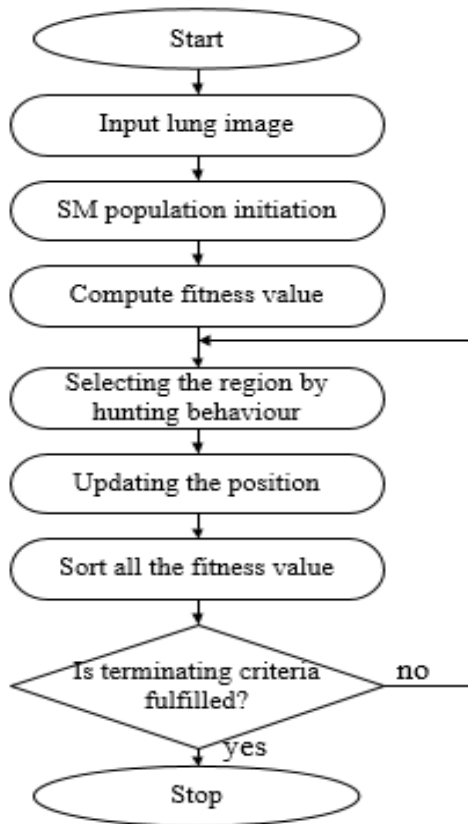 Start
Input lung image
SM population initiation
Compute fitness value
Selecting the region by
hunting behaviour
Updating the position
Sort all the fitness value
Is terminating criteria
fulfilled?
no
yes
Stop